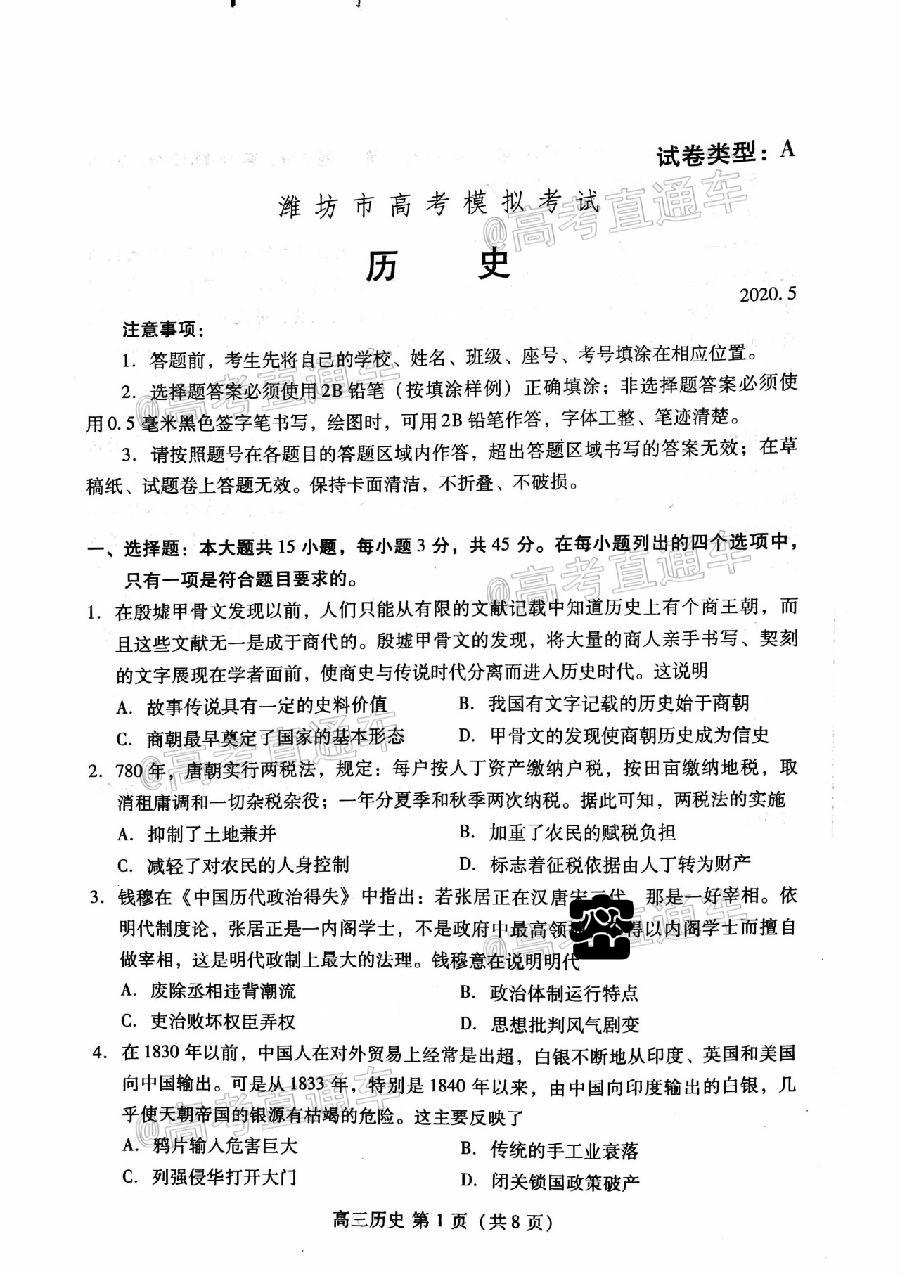 试卷类型：A
潍坊市高考模拟考试
@高考直通车
历 史
2020.5
注意事项：
1．答题前，考生先将自己的学校、姓名、班级、座号、考号填涂在相应位置。
@高考直通车
2．选择题答案必须使用2B铅笔（按填涂样例）正确填涂；非选择题答案必须使
用0.5毫米黑色签字笔书写，绘图时，可用2B铅笔作答，字体工整、笔迹清楚。
3．请按照题号在各题目的答题区域内作答，超出答题区域书写的答案无效；在草
稿纸、试题卷上答题无效。保持卡面清洁，不折叠、不破损。
一、选择题：本大题共15小题，每小题3分，共45分。在每小题列出的四个选项中，
只有一项是符合题目要求的。
@高考直通车
1．在殷墟甲骨文发现以前，人们只能从有限的文献记载中知道历史上有个商王朝，而
且这些文献无一是成于商代的。殷墟甲骨文的发现，将大量的商人亲手书写、契刻
的文字展现在学者面前，使商史与传说时代分离而进入历史时代。这说明
A．故事传说具有一定的史料价值 B．我国有文字记载的历史始于商朝
C．商朝最早奠定了国家的基本形态 D．甲骨文的发现使商朝历史成为信史
@高考直通车
2．780年，唐朝实行两税法，规定：每户按人丁资产缴纳户税，按田亩缴纳地税，取
消租庸调和一切杂税杂役；一年分夏季和秋季两次纳税。据此可知，两税法的实施
A．抑制了土地兼并 B．加重了农民的赋税负担
C．减轻了对农民的人身控制 D．标志着征税依据由人丁转为财产
3．钱穆在《中国历代政治得失》中指出：若张居正在汉唐宋三代，那是一好宰相。依
明代制度论，张居正是一内阁学士，不是政府中最高领 得以内阁学士而擅自
@高考直通车
做宰相，这是明代政制上最大的法理。钱穆意在说明明代
A．废除丞相违背潮流 B．政治体制运行特点
C．吏治败坏权臣弄权 D．思想批判风气剧变
4．在1830年以前，中国人在对外贸易上经常是出超，白银不断地从印度、英国和美国
向中国输出。可是从1833年，特别是1840年以来，由中国向印度输出的白银，几
乎使天朝帝国的银源有枯竭的危险。这主要反映了
@高考直通车
A．鸦片输入危害巨大 B．传统的手工业衰落
C．列强侵华打开大门 D．闭关锁国政策破产
高三历史 第1页（共8页）